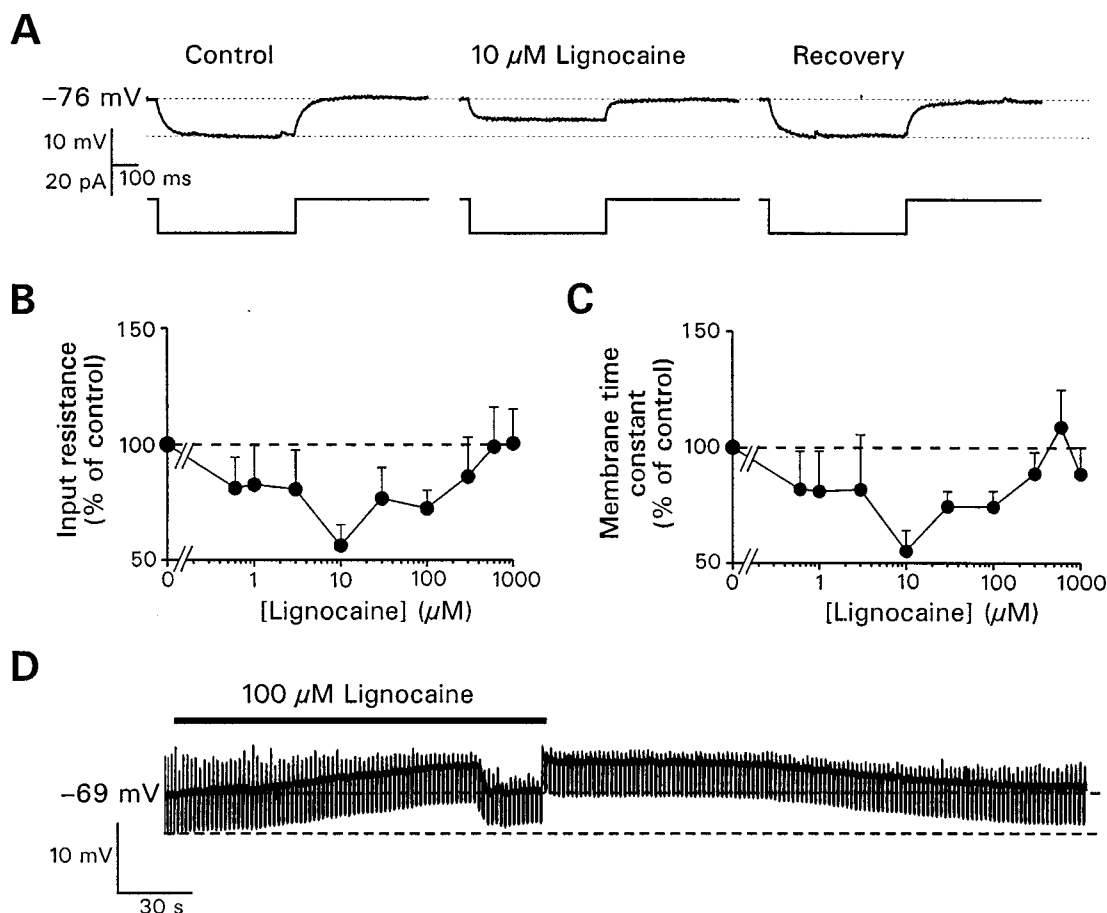 A
Control
10 μM Lignocaine
Recovery
−76 mV
10 mV
20 pA
100 ms
B
Input resistance
(% of control)
150
100
50
0
1
10
100
1000
[Lignocaine] (μM)
C
Membrane time
constant
(% of control)
150
100
50
0
1
10
100
1000
[Lignocaine] (μM)
D
100 μM Lignocaine
−69 mV
10 mV
30 s